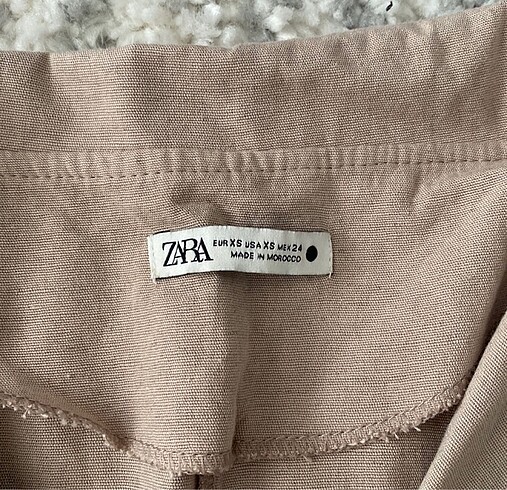 ZARA
EUR XS USA XS MEX 24
MADE IN MOROCCO